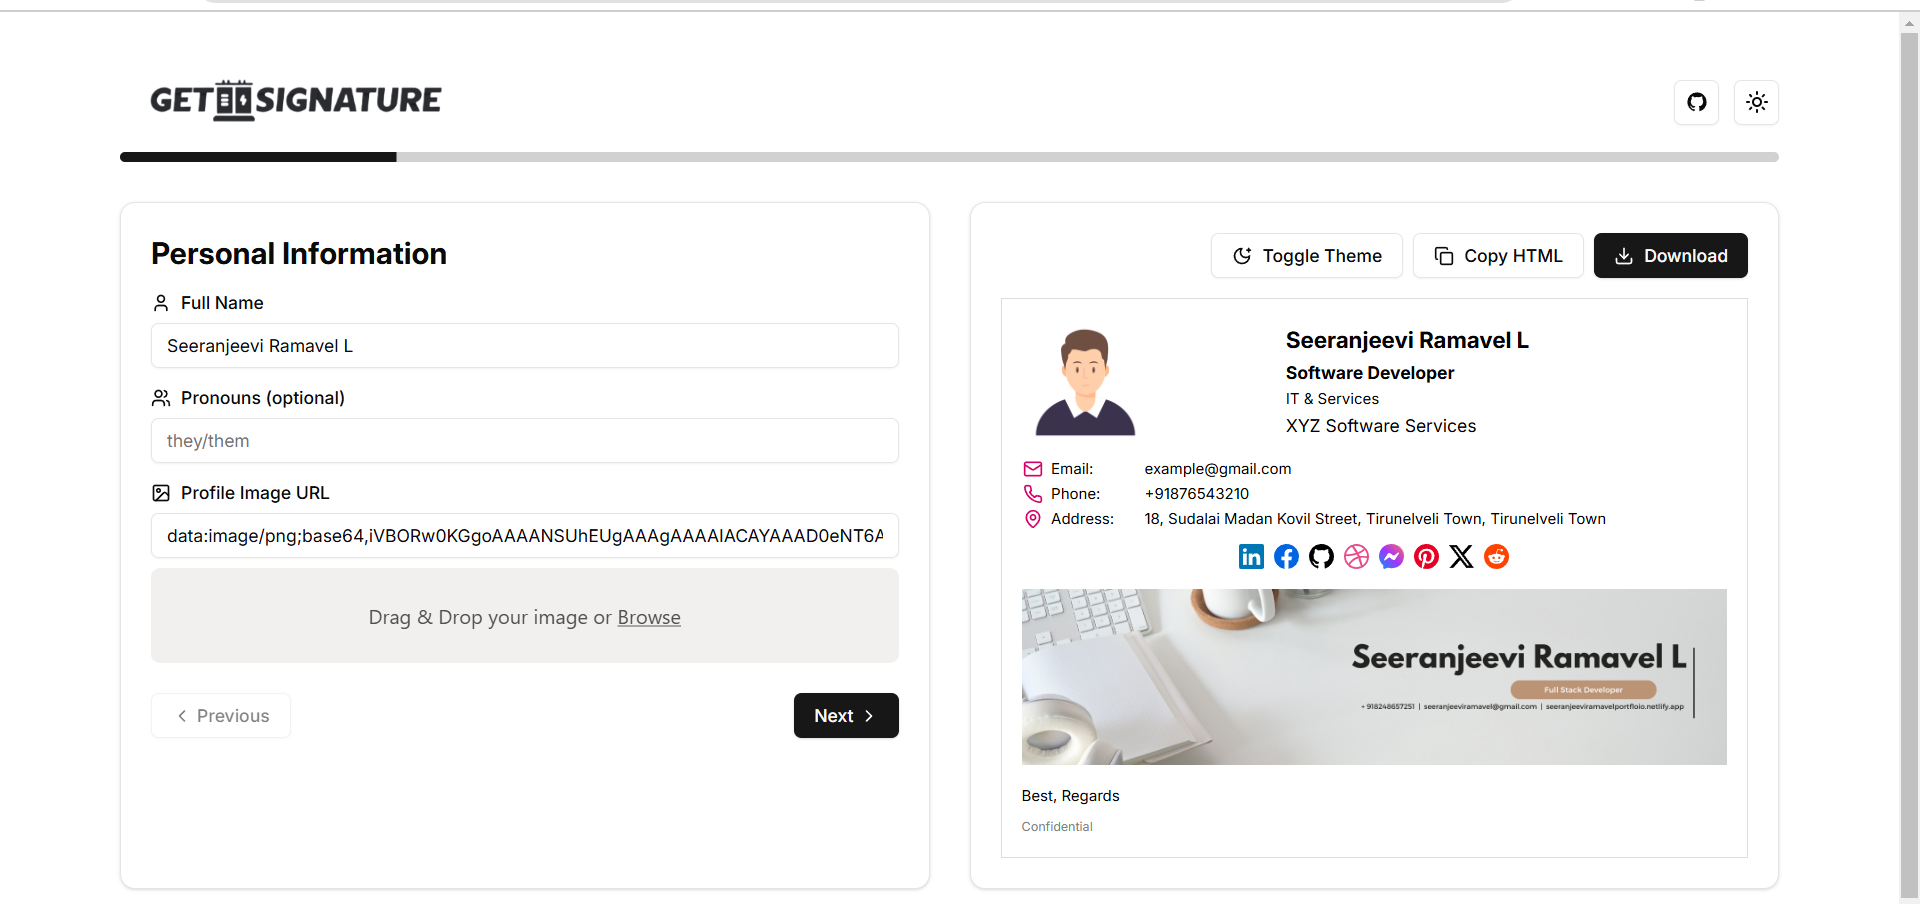 GET SIGNATURE
Personal Information
Full Name
Seeranjeevi Ramavel L
Pronouns (optional)
they/them
Profile Image URL
data:image/png;base64,iVBORw0KGgoAAAANSUhEUgAAAgAAAAIACAYAAAD0eNT6A
Drag & Drop your image or Browse
Previous
Next
Toggle Theme
Copy HTML
Download
Seeranjeevi Ramavel L
Software Developer
IT & Services
XYZ Software Services
Email: example@gmail.com
Phone: +91876543210
Address: 18, Sudalai Madan Kovil Street, Tirunelveli Town, Tirunelveli Town
in
Seeranjeevi Ramavel L
Full Stack Developer
+ 918248657251 | seeranjeeviramavel@gmail.com | seeranjeeviramavelportfloio.netlify.app
Best, Regards
Confidential